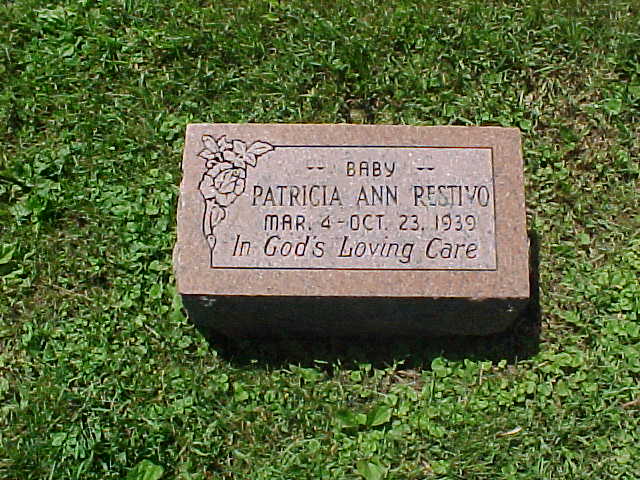 -- BABY --
PATRICIA ANN RESTIVO
MAR. 4 - OCT. 23, 1939
In God's Loving Care